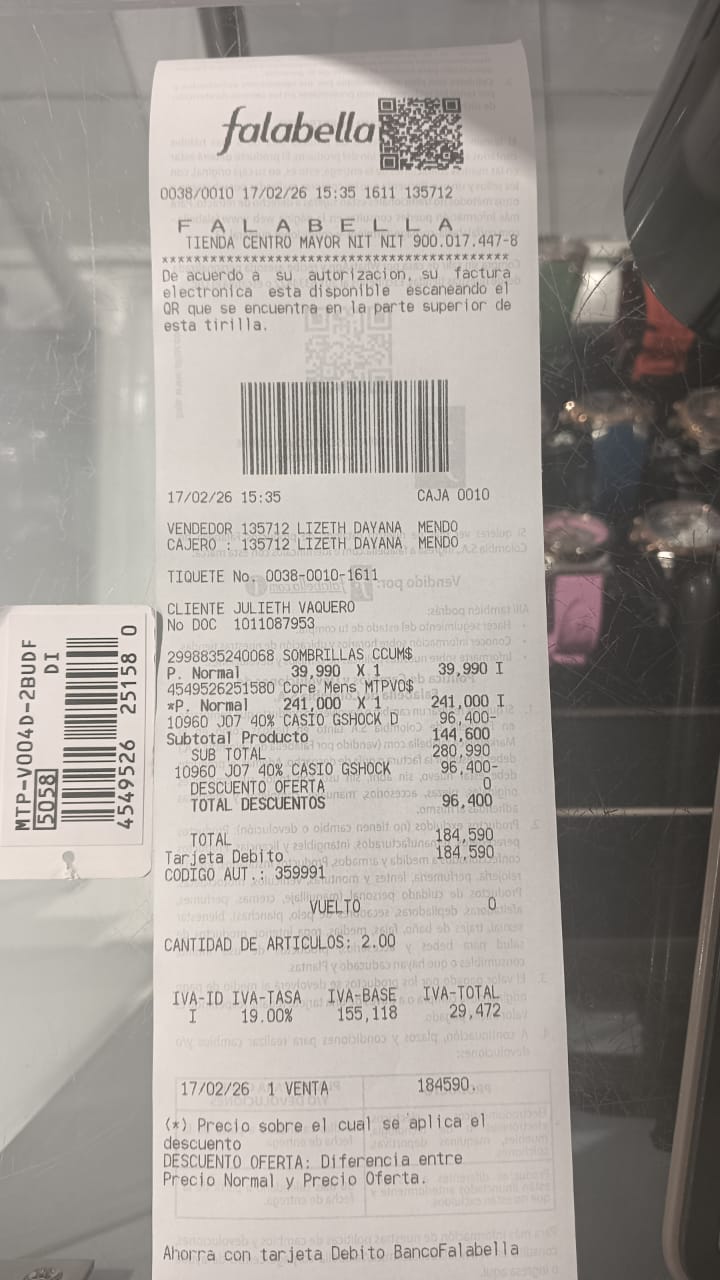 falabella
0038/0010 17/02/26 15:35 1611 135712
F A L A B E L L A
TIENDA CENTRO MAYOR NIT NIT 900.017.447-8
********************************************
De acuerdo a su autorizacion, su factura
electronica esta disponible escaneando el
QR que se encuentra en la parte superior de
esta tirilla.
17/02/26 15:35 CAJA 0010
VENDEDOR 135712 LIZETH DAYANA MENDO
CAJERO : 135712 LIZETH DAYANA MENDO
TIQUETE No. 0038-0010-1611
CLIENTE JULIETH VAQUERO
No DOC 1011087953
2998835240068 SOMBRILLAS CCUM$
P. Normal 39,990 X 1 39,990 I
4549526251580 Core Mens MTPVO$
*P. Normal 241,000 X 1 241,000 I
10960 J07 40% CASIO GSHOCK D 96,400-
Subtotal Producto 144,600
SUB TOTAL 280,990
10960 J07 40% CASIO GSHOCK 96,400-
DESCUENTO OFERTA 0
TOTAL DESCUENTOS 96,400
TOTAL 184,590
Tarjeta Debito 184,590
CODIGO AUT.: 359991
VUELTO 0
CANTIDAD DE ARTICULOS: 2.00
IVA-ID IVA-TASA IVA-BASE IVA-TOTAL
I 19.00% 155,118 29,472
17/02/26 1 VENTA 184590.
(*) Precio sobre el cual se aplica el
descuento
DESCUENTO OFERTA: Diferencia entre
Precio Normal y Precio Oferta.
Ahorra con tarjeta Debito BancoFalabella
MTP-V004D-2BUDF
DI
5058
4549526 25158 0